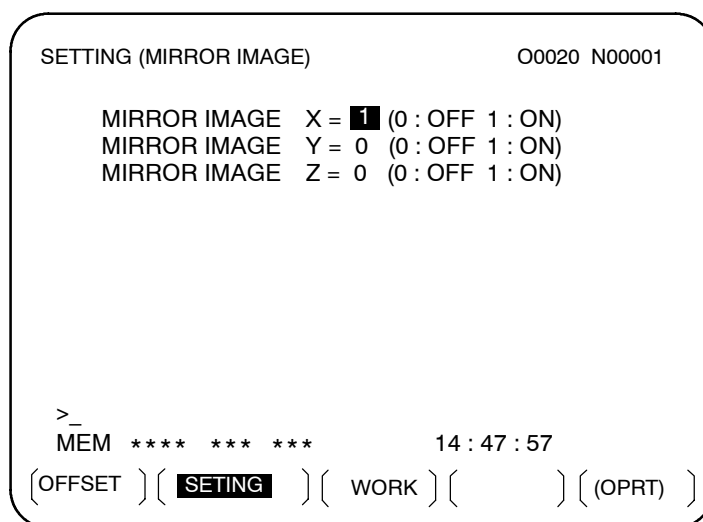 SETTING (MIRROR IMAGE) O0020 N00001
MIRROR IMAGE X = 1 (0 : OFF 1 : ON)
MIRROR IMAGE Y = 0 (0 : OFF 1 : ON)
MIRROR IMAGE Z = 0 (0 : OFF 1 : ON)
>_
MEM **** *** *** 14 : 47 : 57
[OFFSET ] [ SETING ] [ WORK ] [ ] [ (OPRT) ]